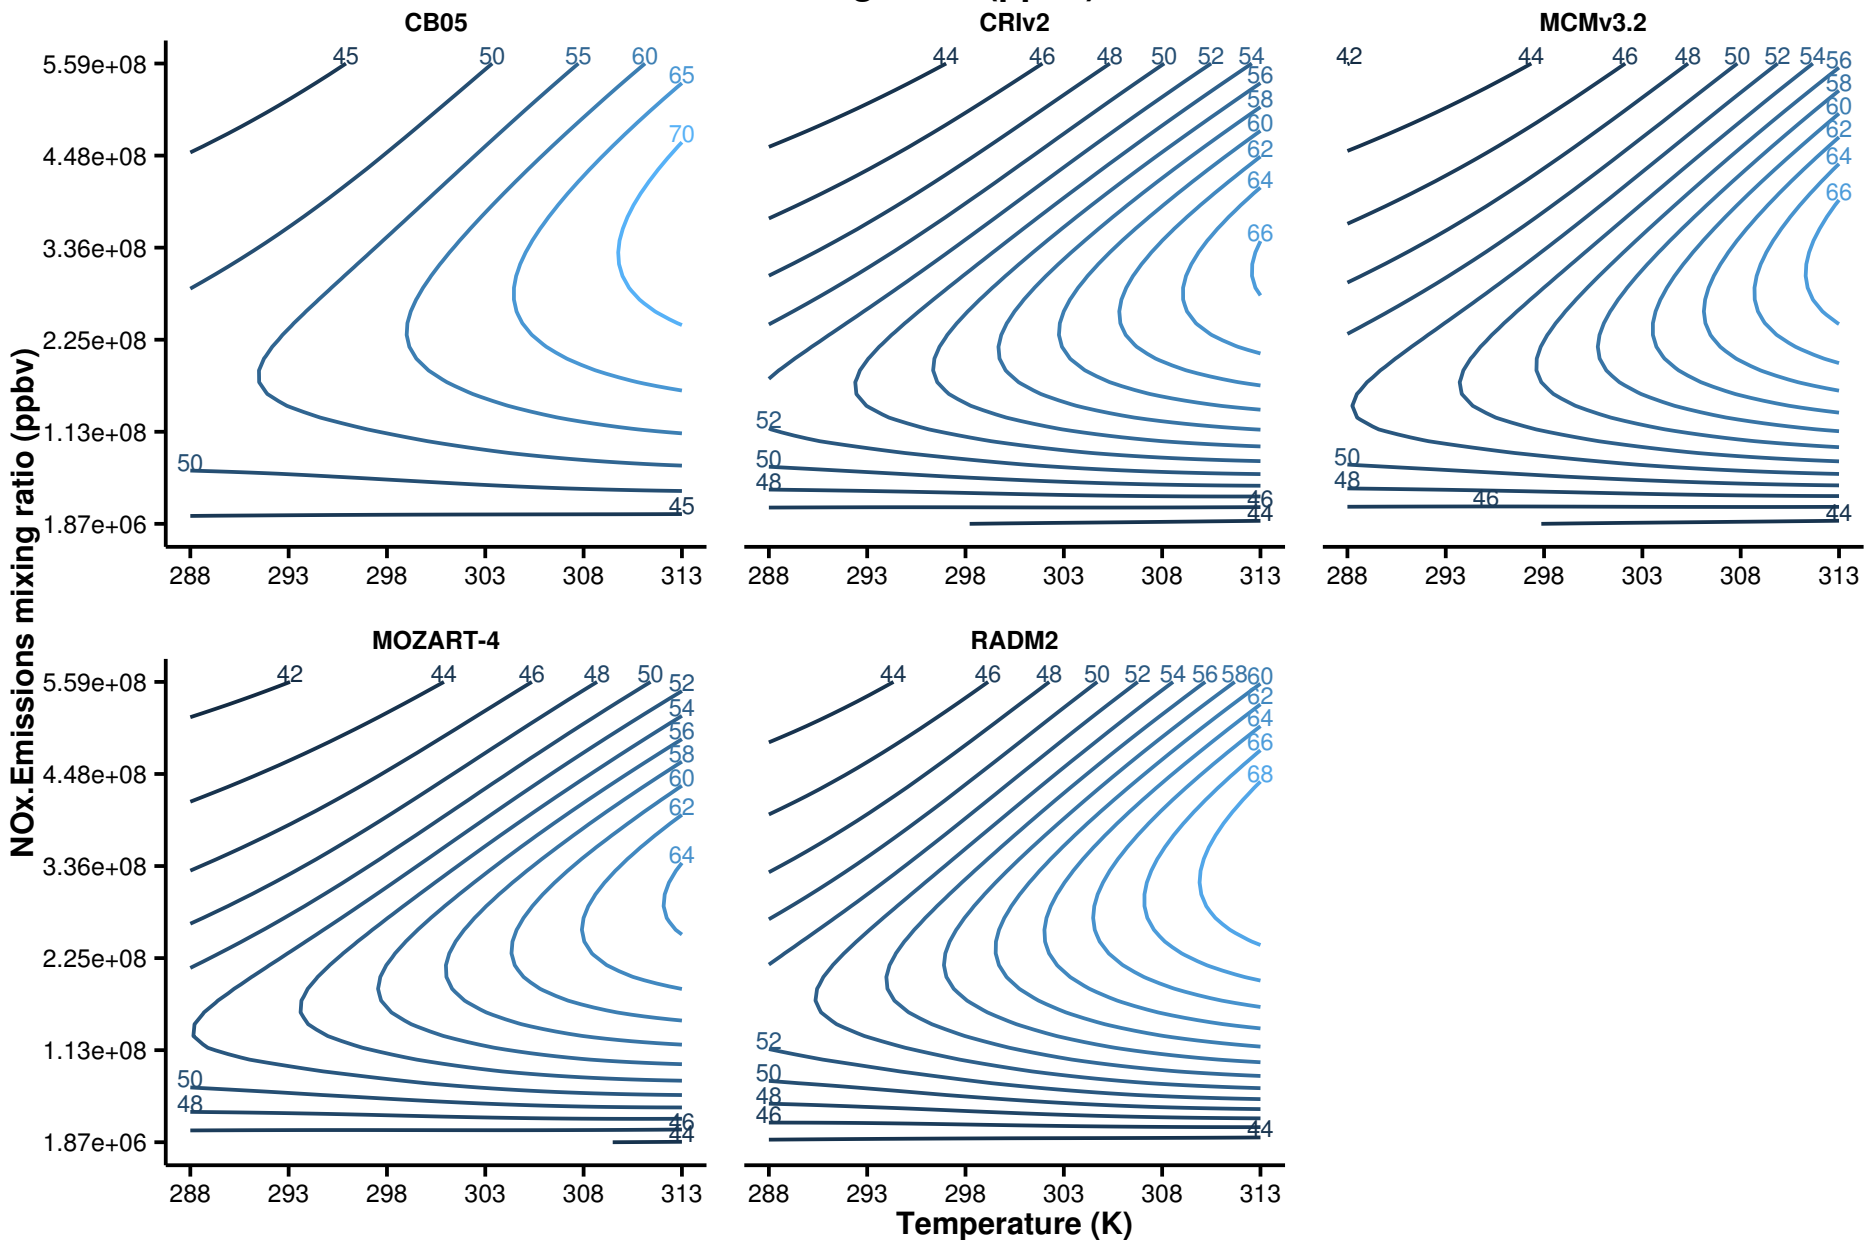 CB05 CRIv2 MCMv3.2
45 50 55 60 65 70 50 45
44 46 48 50 52 54 56 58 60 62 64 66 52 50 48 46 44
42 44 46 48 50 52 54 56 58 60 62 64 66 50 48 46 44
5.59e+08
4.48e+08
3.36e+08
2.25e+08
1.13e+08
1.87e+06
288 293 298 303 308 313 288 293 298 303 308 313 288 293 298 303 308 313
NOx.Emissions mixing ratio (ppbv)
MOZART-4 RADM2
42 44 46 48 50 52 54 56 58 60 62 64 50 48 46 44
44 46 48 50 52 54 56 58 60 62 64 66 68 52 50 48 46 44
5.59e+08
4.48e+08
3.36e+08
2.25e+08
1.13e+08
1.87e+06
288 293 298 303 308 313 288 293 298 303 308 313
Temperature (K)